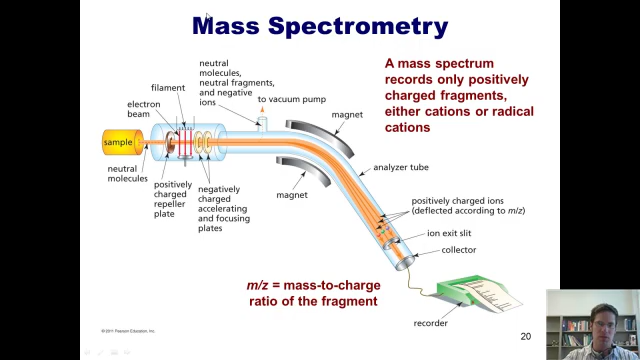 Mass Spectrometry
A mass spectrum
records only positively
charged fragments,
either cations or radical
cations
neutral
molecules,
neutral fragments,
and negative
ions
filament
electron
beam
to vacuum pump
magnet
sample
analyzer tube
neutral
molecules
positively
charged
repeller
plate
negatively
charged
accelerating
and focusing
plates
magnet
positively charged ions
(deflected according to m/z)
ion exit slit
collector
m/z = mass-to-charge
ratio of the fragment
recorder
© 2011 Pearson Education, Inc.
20